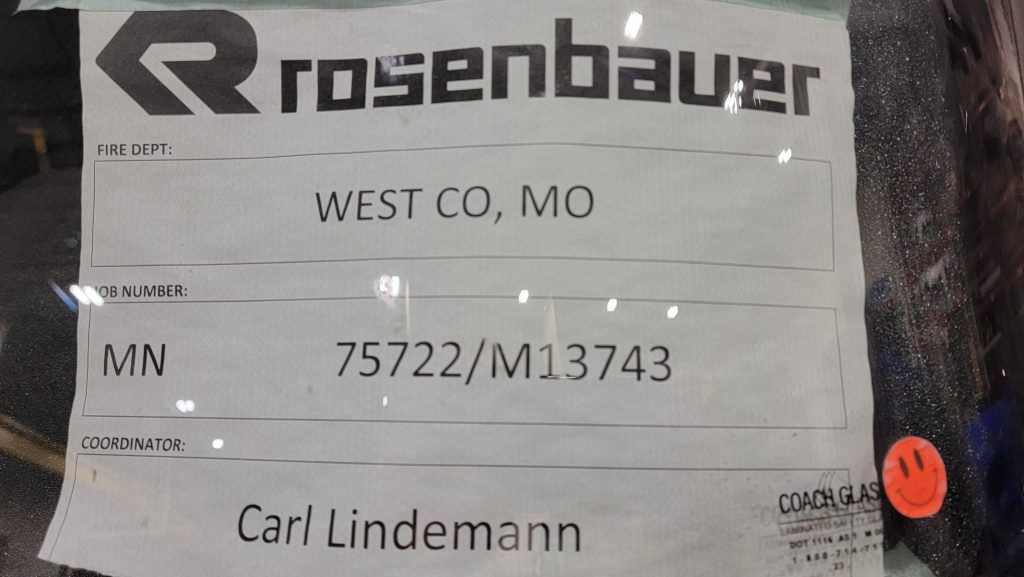 rosenbauer
FIRE DEPT:
WEST CO, MO
JOB NUMBER:
MN 75722/M13743
COORDINATOR:
Carl Lindemann
COACH GLAS